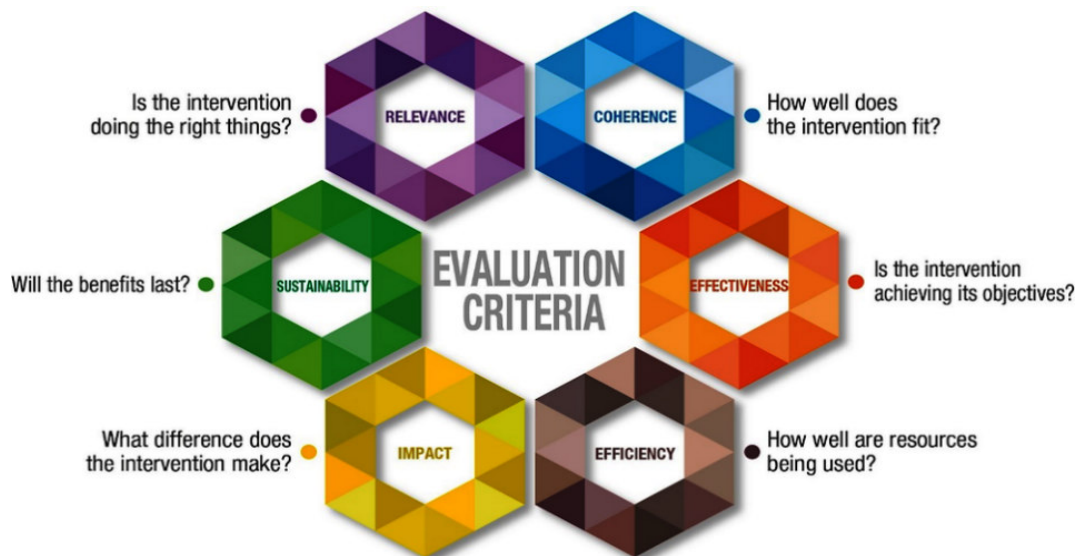 RELEVANCE
Is the intervention
doing the right things?
COHERENCE
How well does
the intervention fit?
EVALUATION
CRITERIA
SUSTAINABILITY
Will the benefits last?
EFFECTIVENESS
Is the intervention
achieving its objectives?
IMPACT
What difference does
the intervention make?
EFFICIENCY
How well are resources
being used?